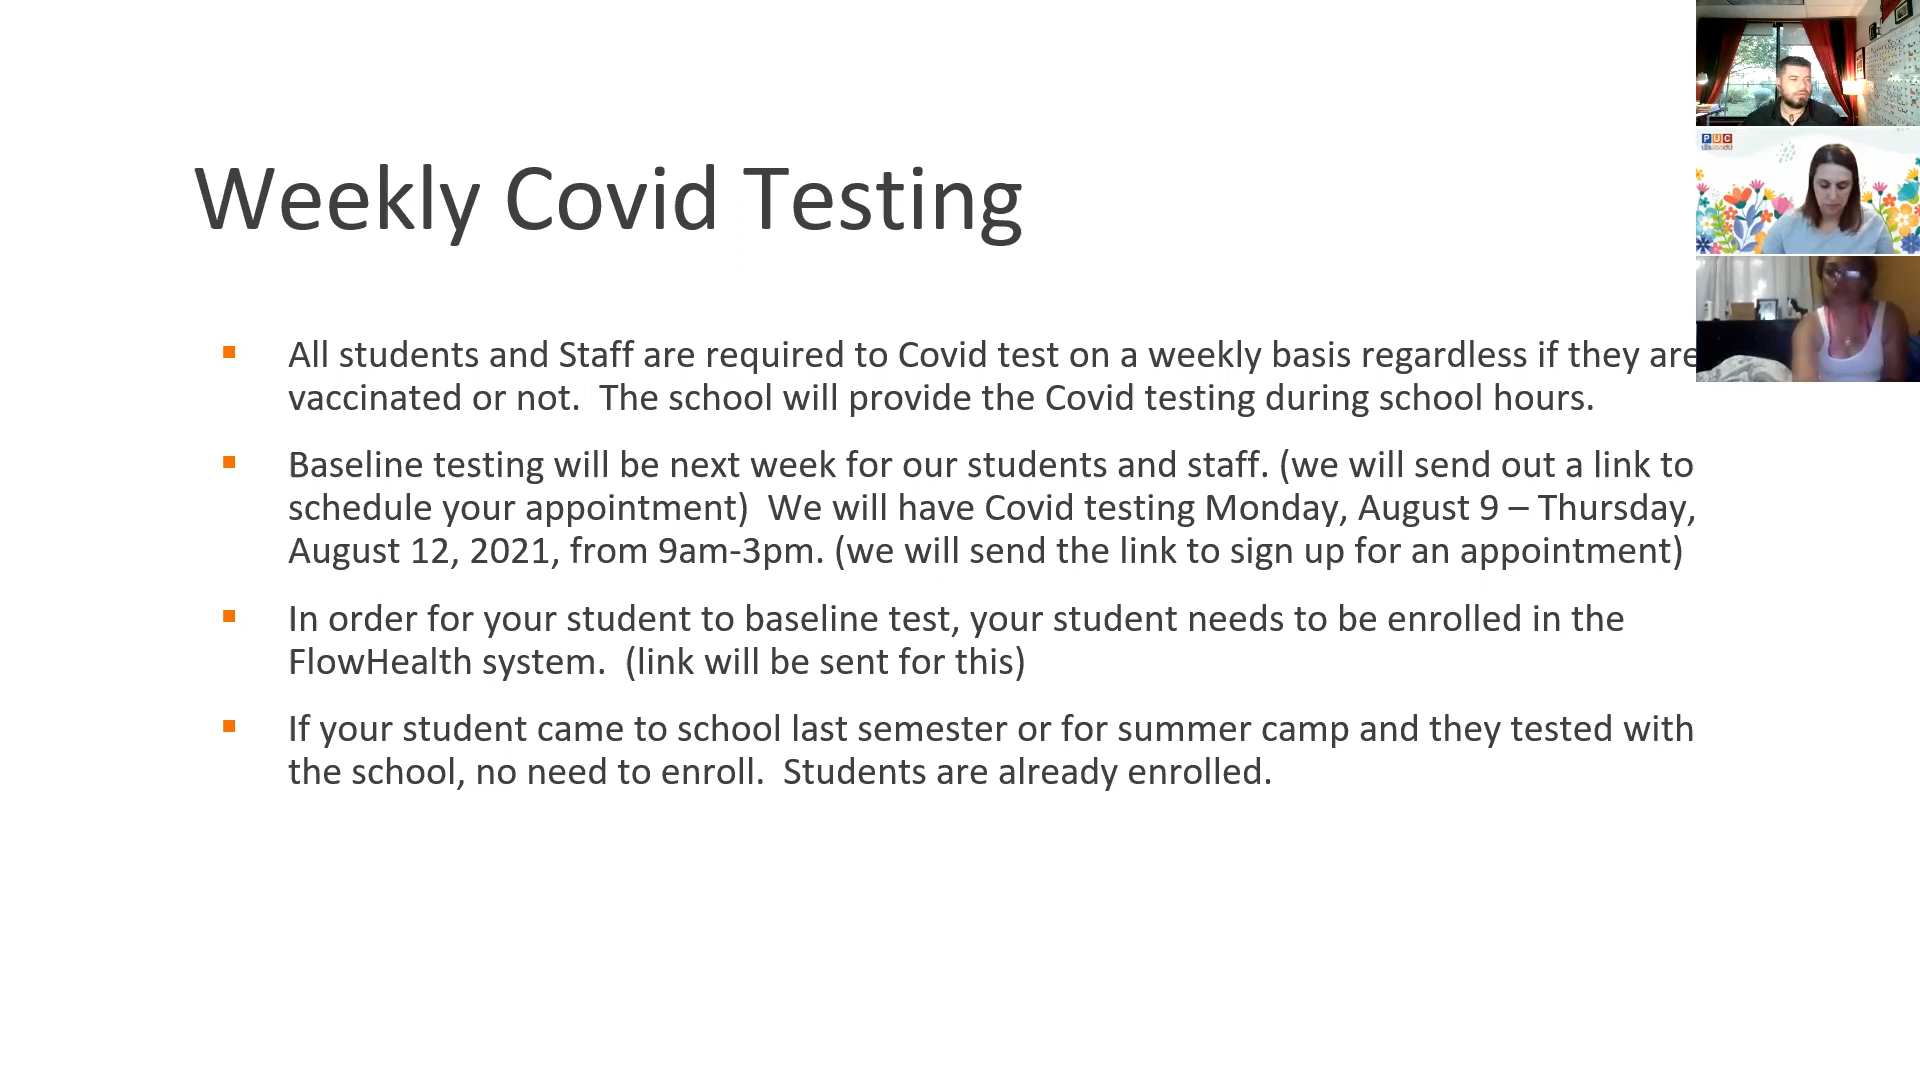 Weekly Covid Testing
All students and Staff are required to Covid test on a weekly basis regardless if they are
vaccinated or not.  The school will provide the Covid testing during school hours.
Baseline testing will be next week for our students and staff. (we will send out a link to
schedule your appointment)  We will have Covid testing Monday, August 9 – Thursday,
August 12, 2021, from 9am-3pm. (we will send the link to sign up for an appointment)
In order for your student to baseline test, your student needs to be enrolled in the
FlowHealth system.  (link will be sent for this)
If your student came to school last semester or for summer camp and they tested with
the school, no need to enroll.  Students are already enrolled.
PUC